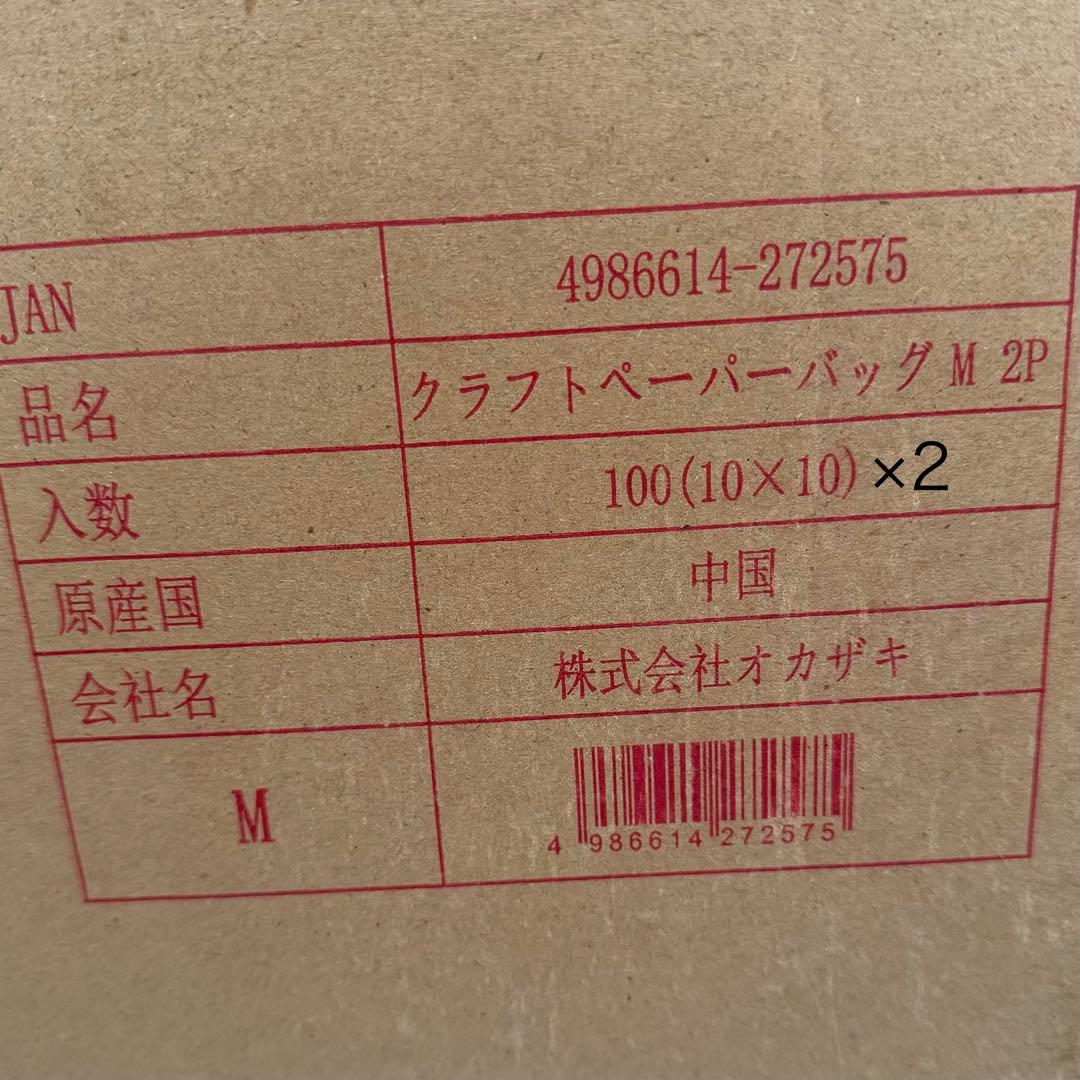 JAN 4986614-272575
品名 クラフトペーパーバッグ M 2P
入数 100(10×10)×2
原産国 中国
会社名 株式会社オカザキ
M
4 986614 272575